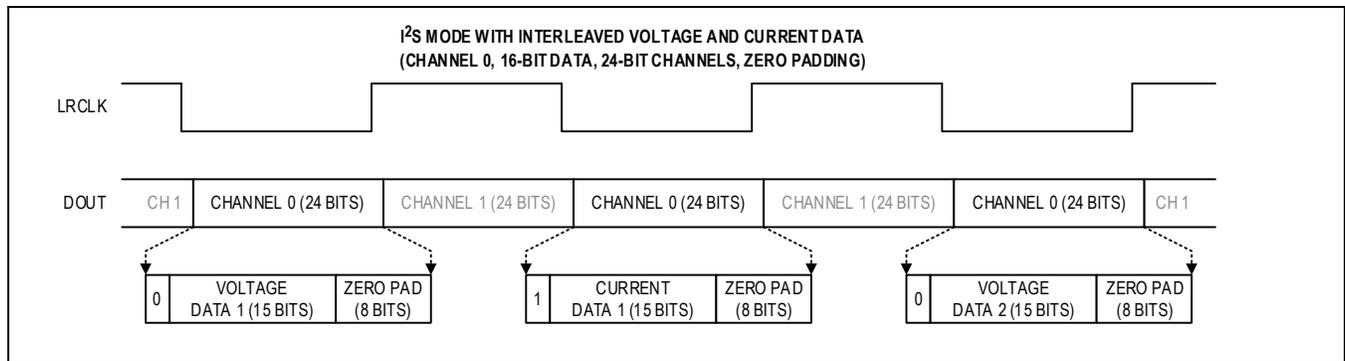 I²S MODE WITH INTERLEAVED VOLTAGE AND CURRENT DATA
(CHANNEL 0, 16-BIT DATA, 24-BIT CHANNELS, ZERO PADDING)
LRCLK
DOUT CH 1 CHANNEL 0 (24 BITS) CHANNEL 1 (24 BITS) CHANNEL 0 (24 BITS) CHANNEL 1 (24 BITS) CHANNEL 0 (24 BITS) CH 1
0 VOLTAGE DATA 1 (15 BITS) ZERO PAD (8 BITS)
1 CURRENT DATA 1 (15 BITS) ZERO PAD (8 BITS)
0 VOLTAGE DATA 2 (15 BITS) ZERO PAD (8 BITS)